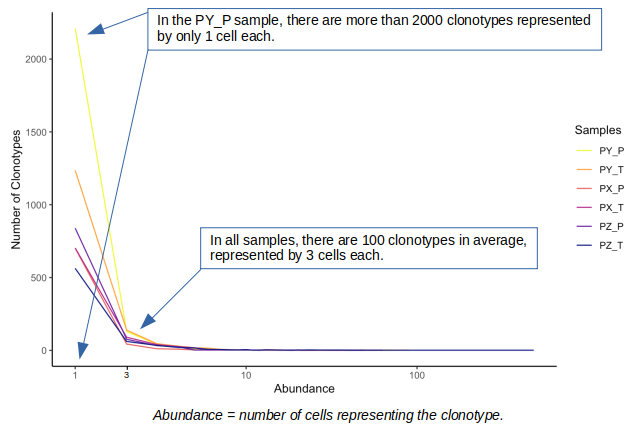 In the PY_P sample, there are more than 2000 clonotypes represented
by only 1 cell each.
2000
1500
1000
500
0
Number of Clonotypes
In all samples, there are 100 clonotypes in average,
represented by 3 cells each.
Samples
PY_P
PY_T
PX_P
PX_T
PZ_P
PZ_T
1
3
10
100
Abundance
Abundance = number of cells representing the clonotype.